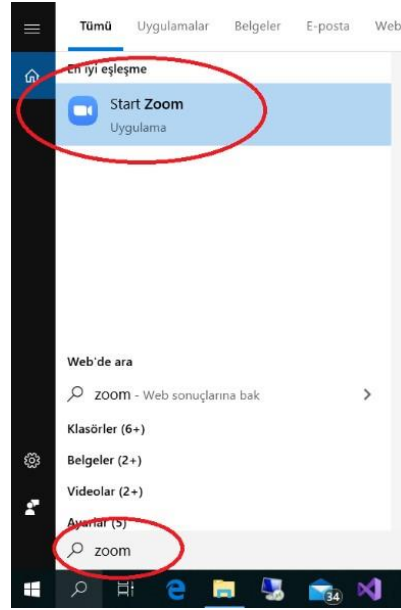 Tümü Uygulamalar Belgeler E-posta Web
En iyi eşleşme
Start Zoom
Uygulama
Web'de ara
zoom - Web sonuçlarına bak
Klasörler (6+)
Belgeler (2+)
Videolar (2+)
Ayarlar (5)
zoom
34